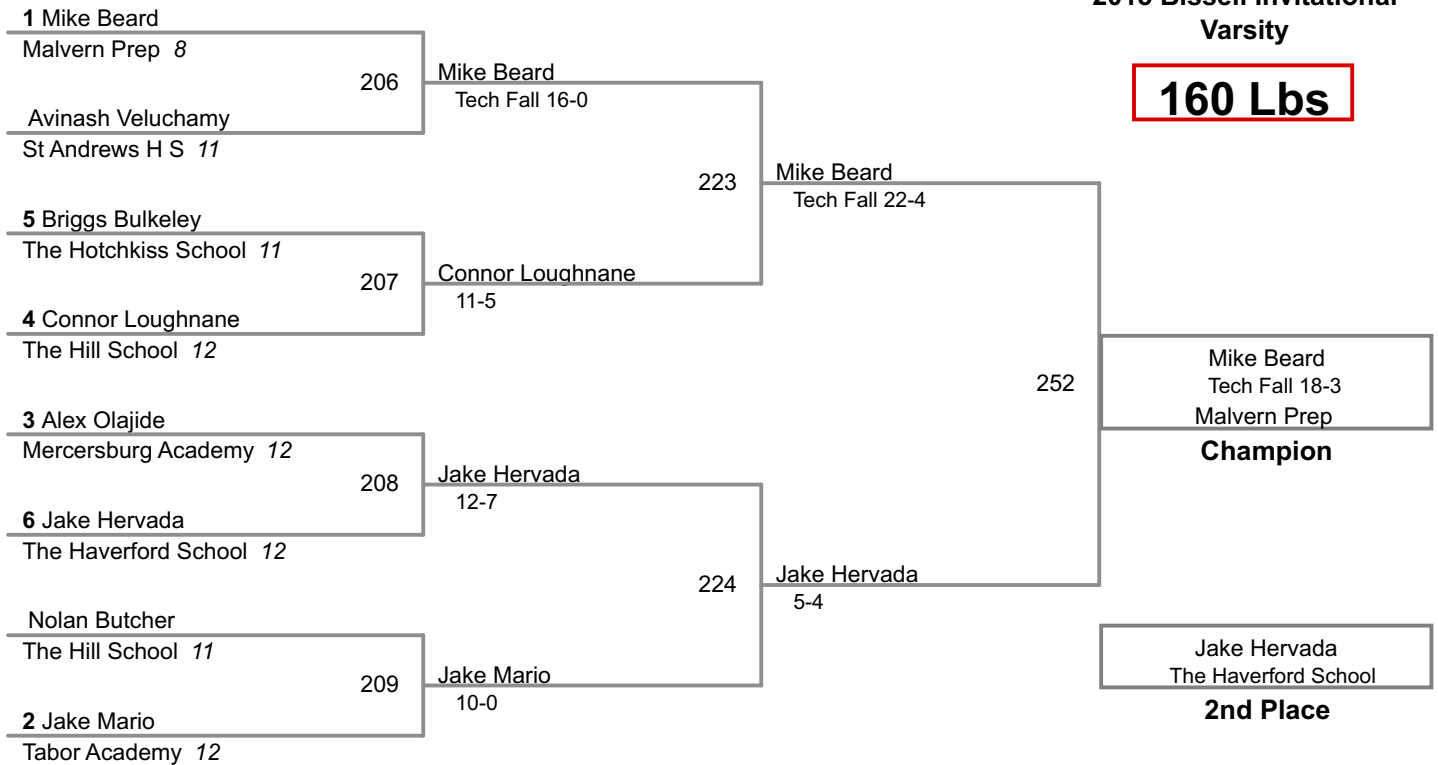 1 Mike Beard
Malvern Prep 8
Avinash Veluchamy
St Andrews H S 11
5 Briggs Bulkeley
The Hotchkiss School 11
4 Connor Loughnane
The Hill School 12
3 Alex Olajide
Mercersburg Academy 12
6 Jake Hervada
The Haverford School 12
Nolan Butcher
The Hill School 11
2 Jake Mario
Tabor Academy 12
206
207
208
209
Mike Beard
Tech Fall 16-0
Connor Loughnane
11-5
Jake Hervada
12-7
Jake Mario
10-0
223
224
Mike Beard
Tech Fall 22-4
Jake Hervada
5-4
252
Invitational
Varsity
160 Lbs
Mike Beard
Tech Fall 18-3
Malvern Prep
Champion
Jake Hervada
The Haverford School
2nd Place